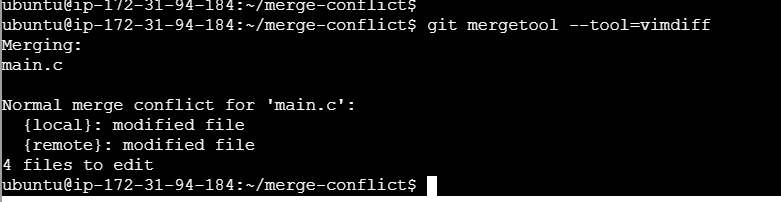 ubuntu@ip-172-31-94-184:~/merge-conflict$
ubuntu@ip-172-31-94-184:~/merge-conflict$ git mergetool --tool=vimdiff
Merging:
main.c

Normal merge conflict for 'main.c':
  {local}: modified file
  {remote}: modified file
4 files to edit
ubuntu@ip-172-31-94-184:~/merge-conflict$